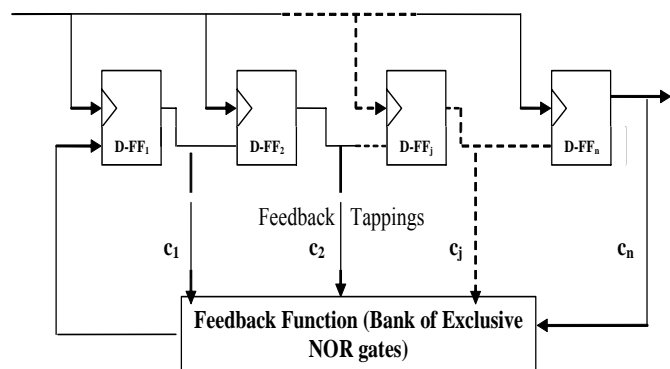 D-FF1 D-FF2 D-FFj D-FFn
Feedback Tappings
c1 c2 cj cn
Feedback Function (Bank of Exclusive
NOR gates)